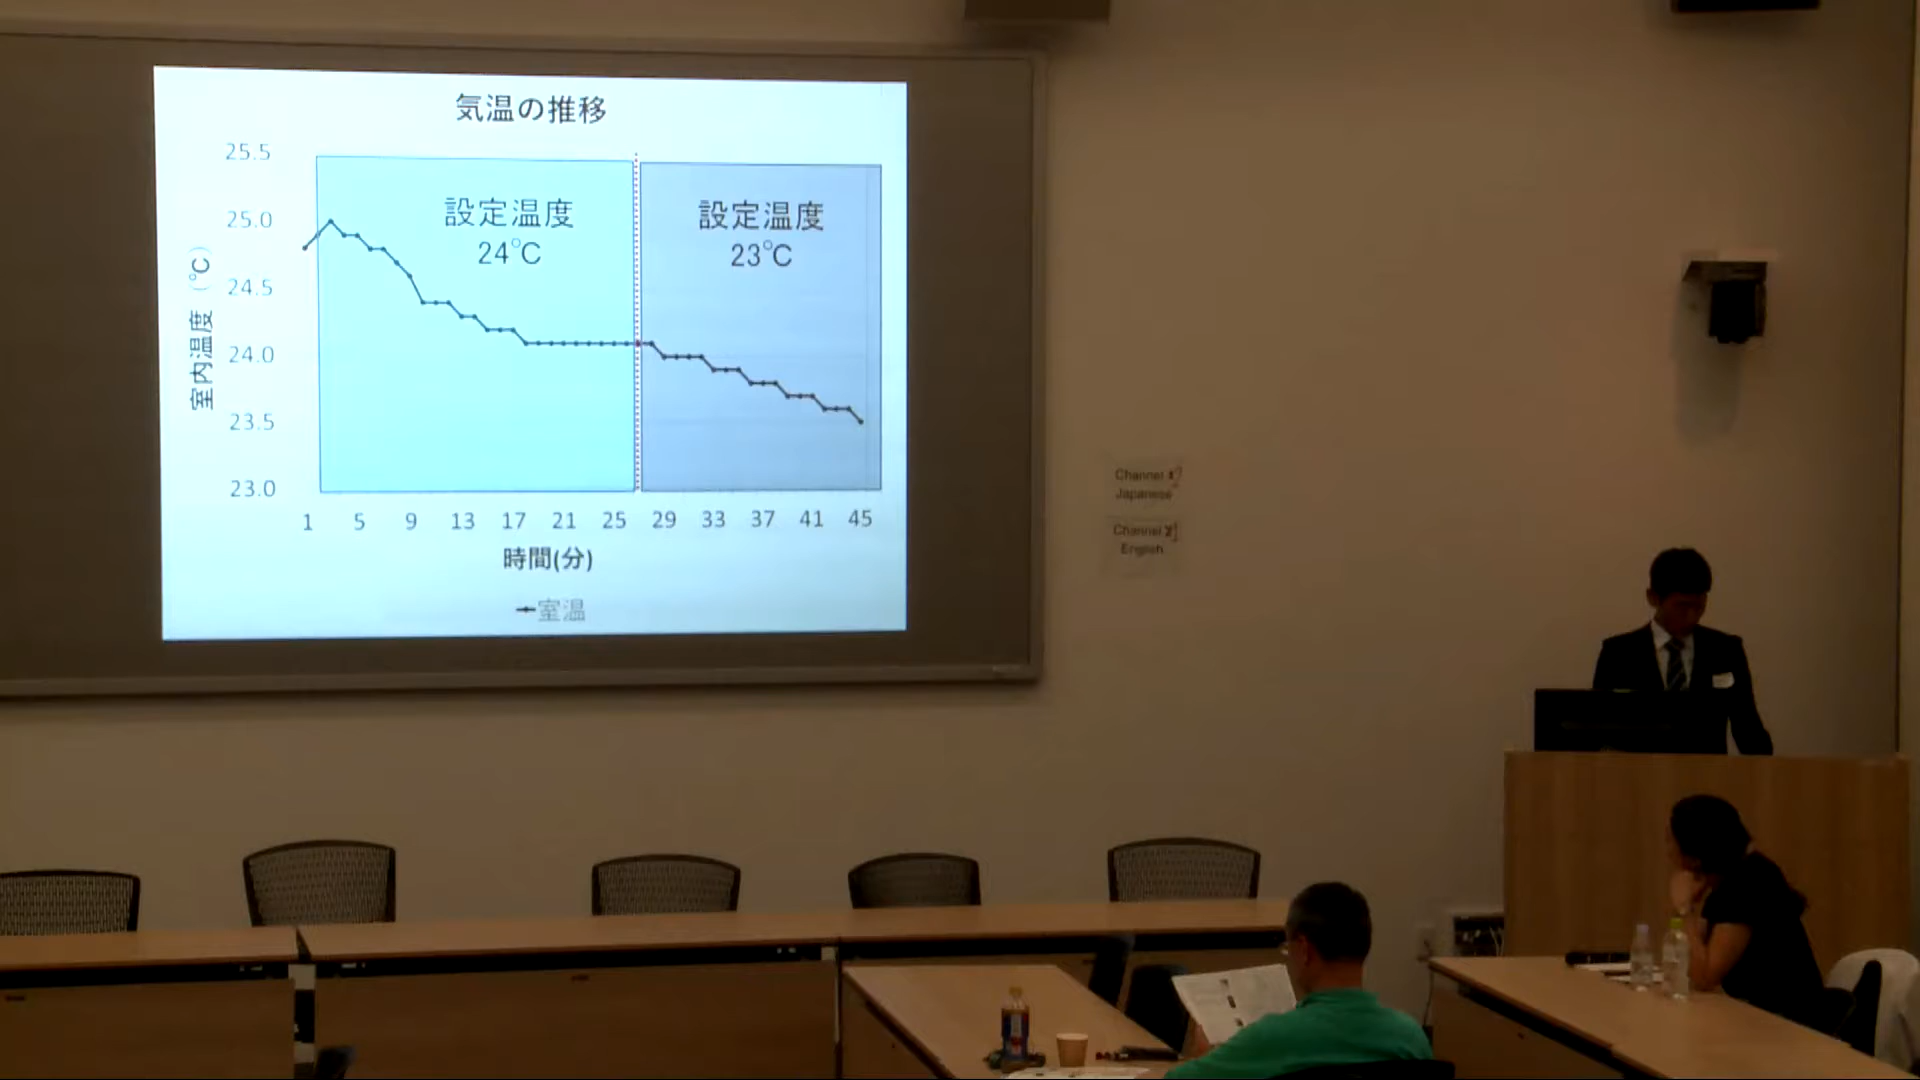 気温の推移
25.5
25.0
24.5
24.0
23.5
23.0
室内温度 (℃)
設定温度
24℃
設定温度
23℃
1 5 9 13 17 21 25 29 33 37 41 45
時間(分)
室温
Channel
Japanese
Channel
English